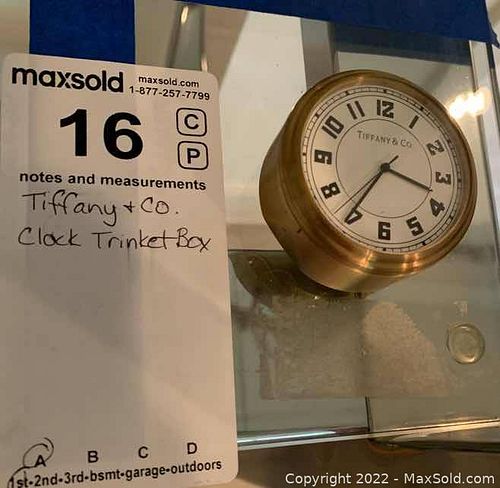 maxsold maxsold.com
1-877-257-7799
16 C
P
notes and measurements
Tiffany + Co.
Clock Trinket Box
A B C D
1st-2nd-3rd-bsmt-garage-outdoors
12
11 1
10 2
TIFFANY & CO
9 3
8 4
7 5
6
Copyright 2022 - MaxSold.com